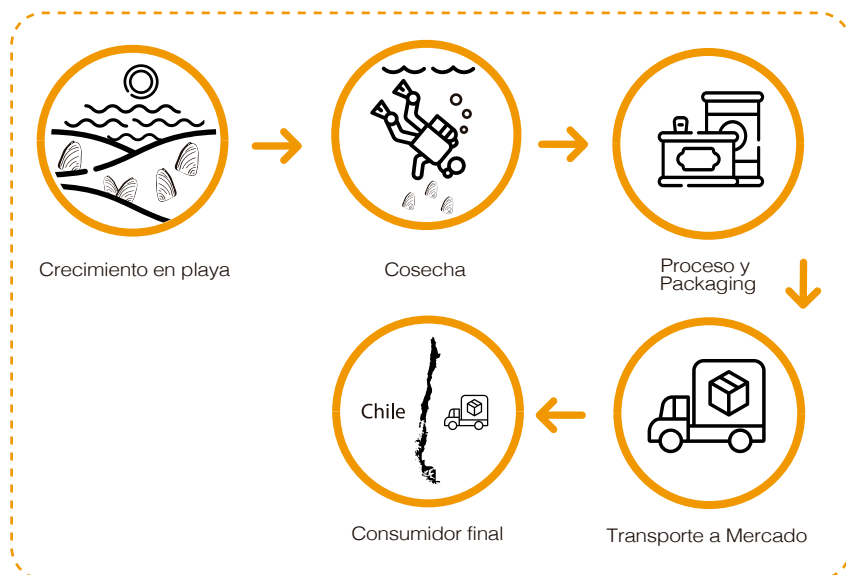 Crecimiento en playa
Cosecha
Proceso y
Packaging
Chile
Consumidor final
Transporte a Mercado